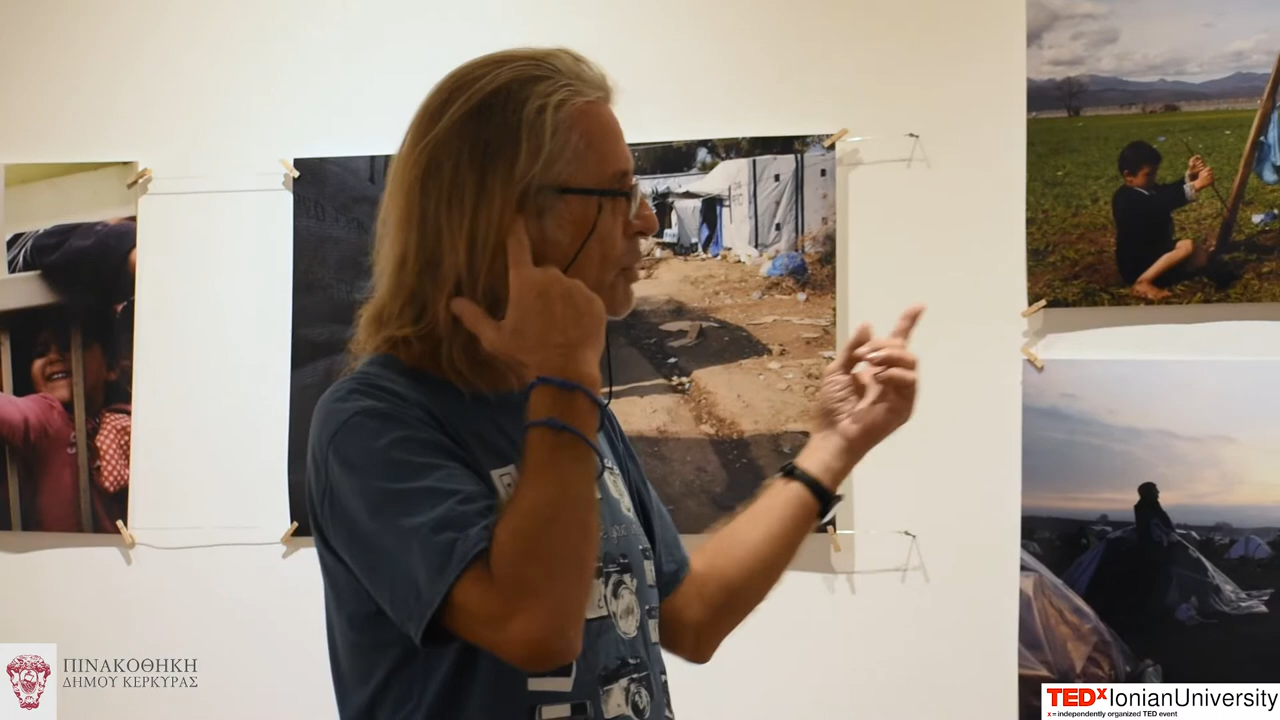 ΠΙΝΑΚΟΘΗΚΗ
ΔΗΜΟΥ ΚΕΡΚΥΡΑΣ
TEDxIonianUniversity
x = independently organized TED event